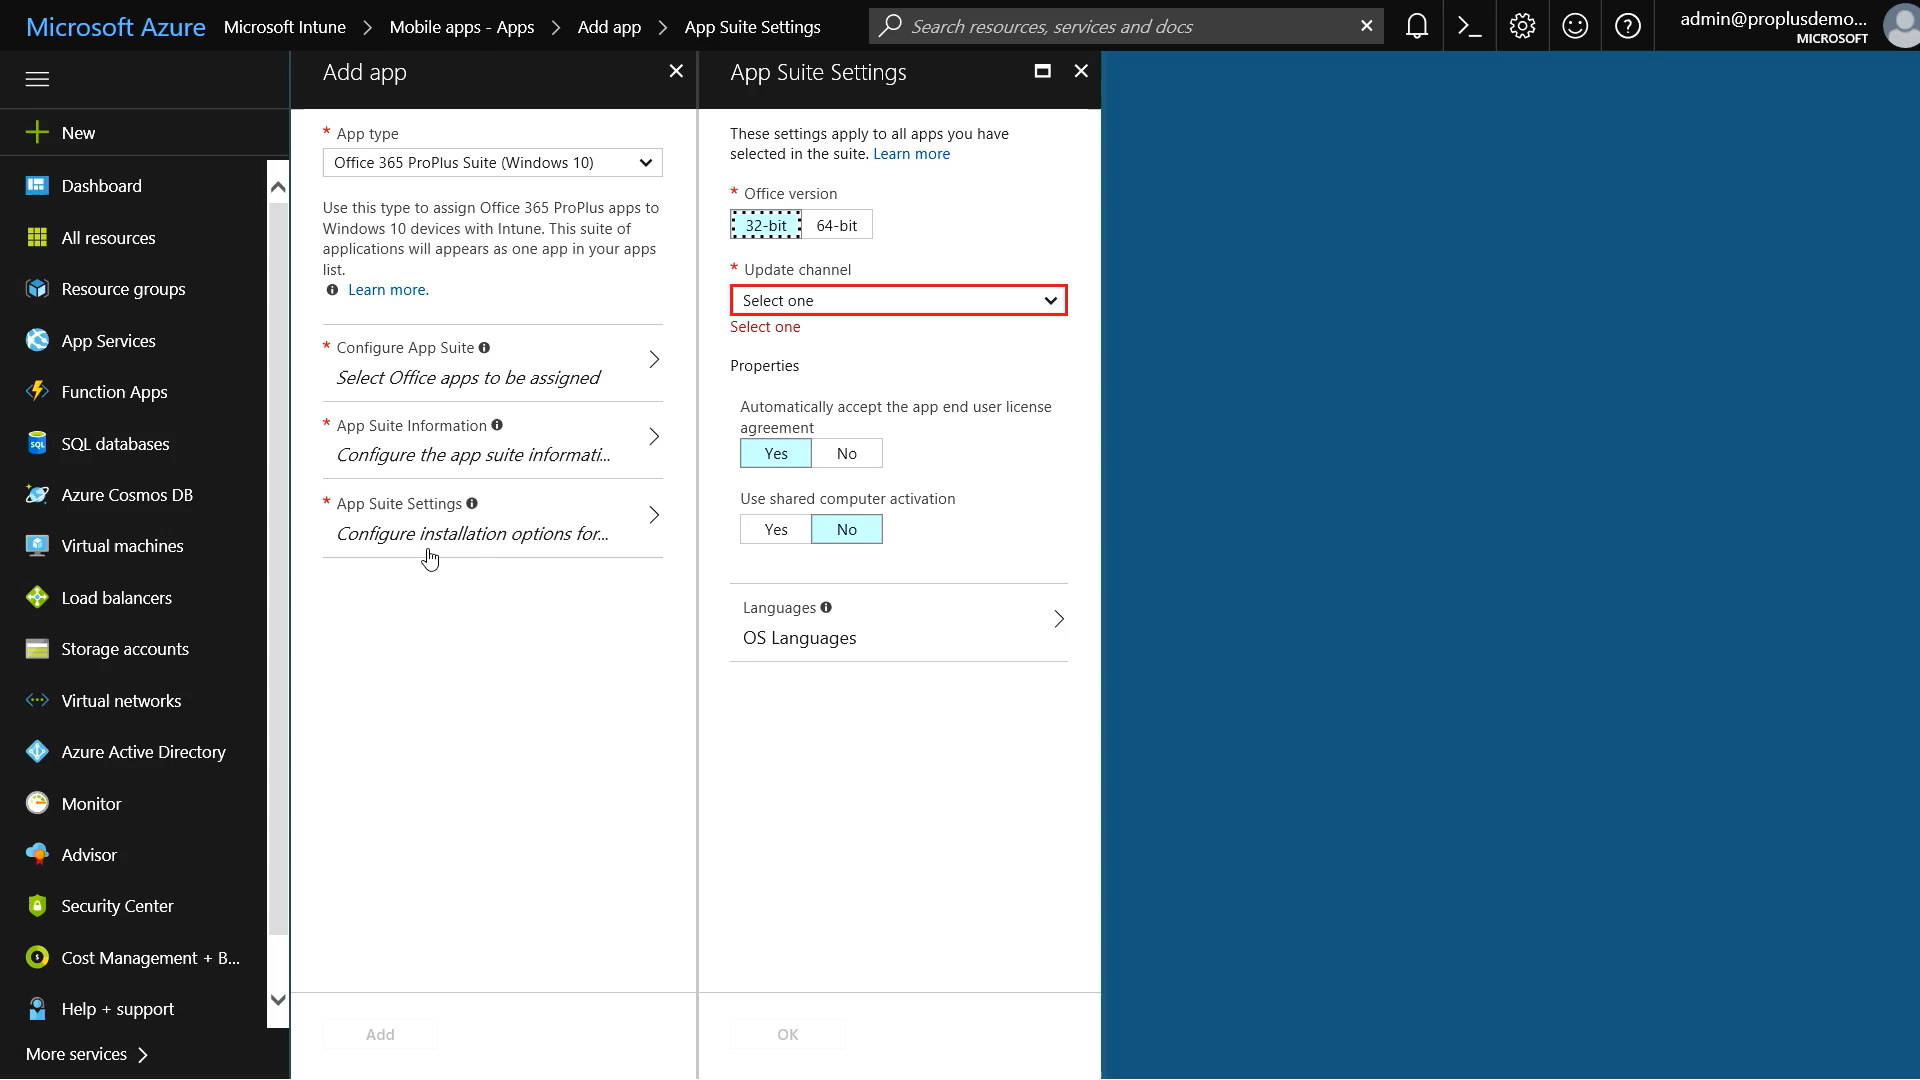 Microsoft Azure
Microsoft Intune
Mobile apps - Apps
Add app
App Suite Settings
Search resources, services and docs
admin@proplusdemo...
MICROSOFT
New
Dashboard
All resources
Resource groups
App Services
Function Apps
SQL databases
Azure Cosmos DB
Virtual machines
Load balancers
Storage accounts
Virtual networks
Azure Active Directory
Monitor
Advisor
Security Center
Cost Management + B...
Help + support
More services
Add app
* App type
Office 365 ProPlus Suite (Windows 10)
Use this type to assign Office 365 ProPlus apps to
Windows 10 devices with Intune. This suite of
applications will appears as one app in your apps
list.
Learn more.
* Configure App Suite
Select Office apps to be assigned
* App Suite Information
Configure the app suite informati...
* App Suite Settings
Configure installation options for...
Add
App Suite Settings
These settings apply to all apps you have
selected in the suite. Learn more
* Office version
32-bit 64-bit
* Update channel
Select one
Select one
Properties
Automatically accept the app end user license
agreement
Yes No
Use shared computer activation
Yes No
Languages
OS Languages
OK